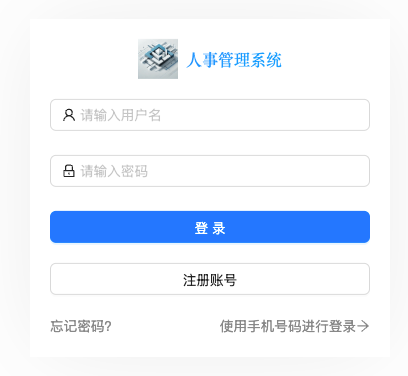 人事管理系统
请输入用户名
请输入密码
登 录
注册账号
忘记密码? 使用手机号码进行登录→